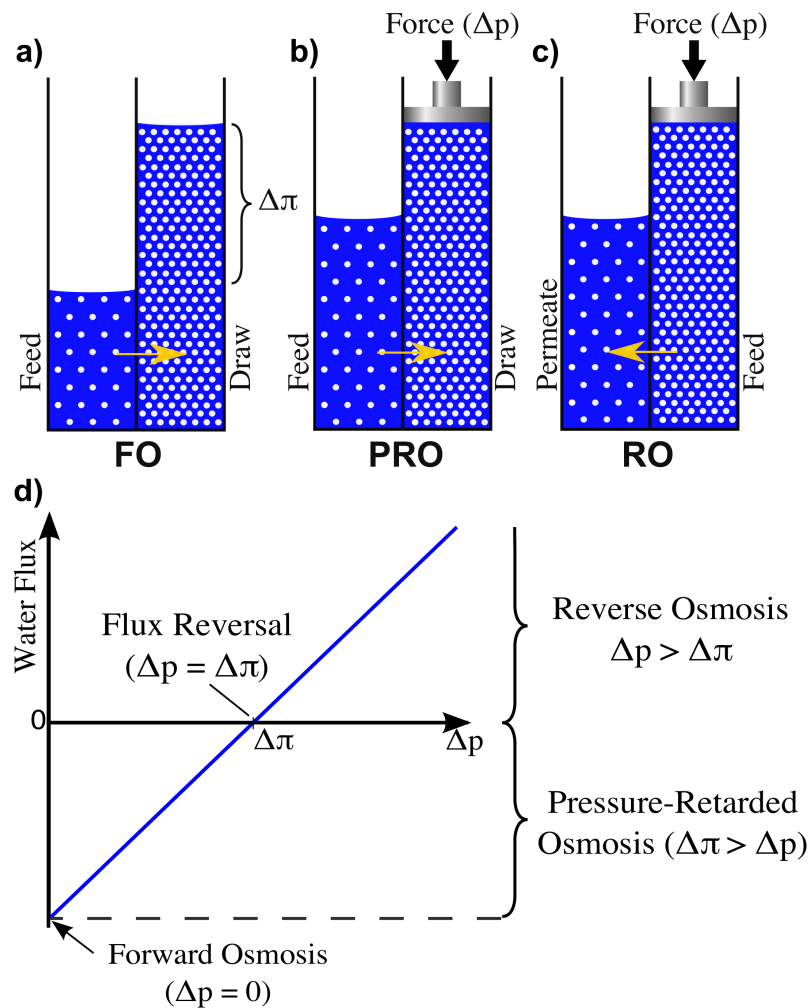 a)
Δπ
Feed
Draw
FO
b)
Force (Δp)
Feed
Draw
PRO
c)
Force (Δp)
Permeate
Feed
RO
d)
Water Flux
Flux Reversal
(Δp = Δπ)
0
Δπ
Δp
Reverse Osmosis
Δp > Δπ
Pressure-Retarded
Osmosis (Δπ > Δp)
Forward Osmosis
(Δp = 0)